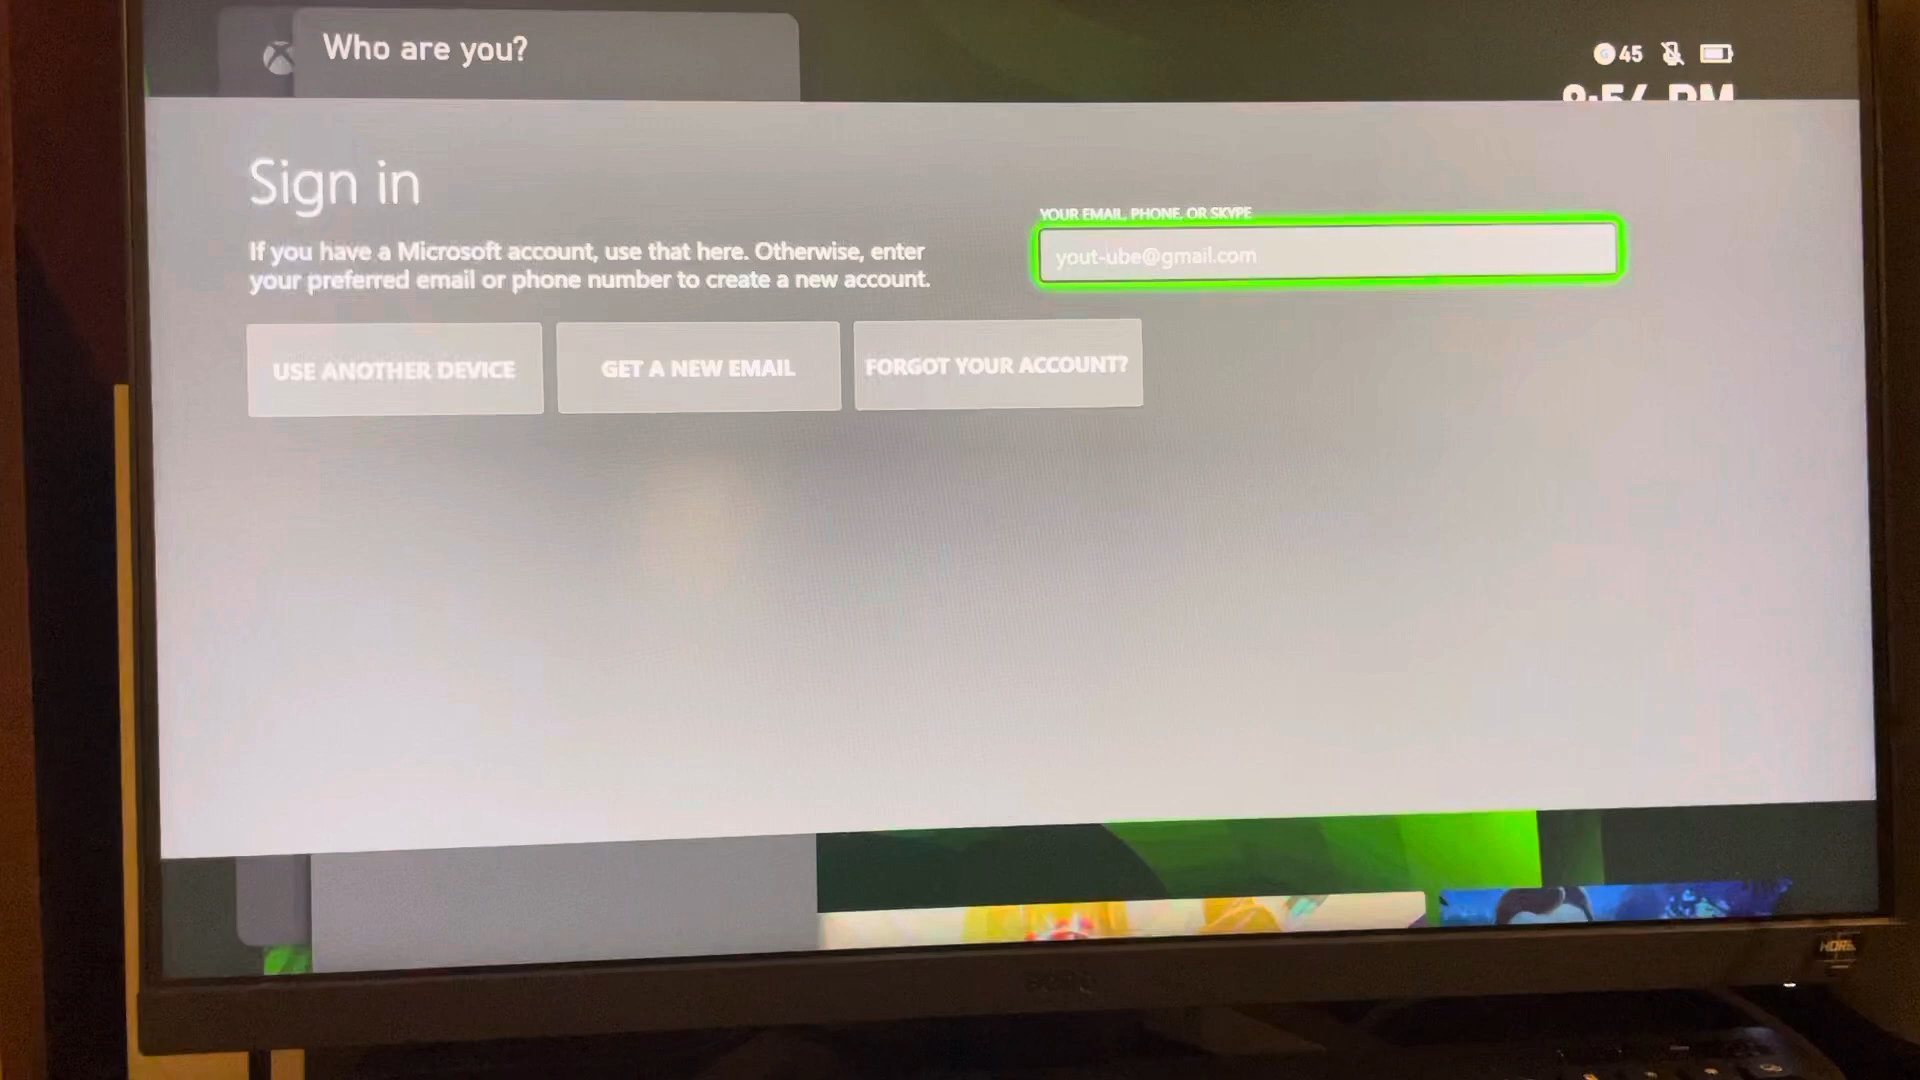 Who are you?
45
Sign in
YOUR EMAIL, PHONE, OR SKYPE
If you have a Microsoft account, use that here. Otherwise, enter
your preferred email or phone number to create a new account.
yout-ube@gmail.com
USE ANOTHER DEVICE
GET A NEW EMAIL
FORGOT YOUR ACCOUNT?